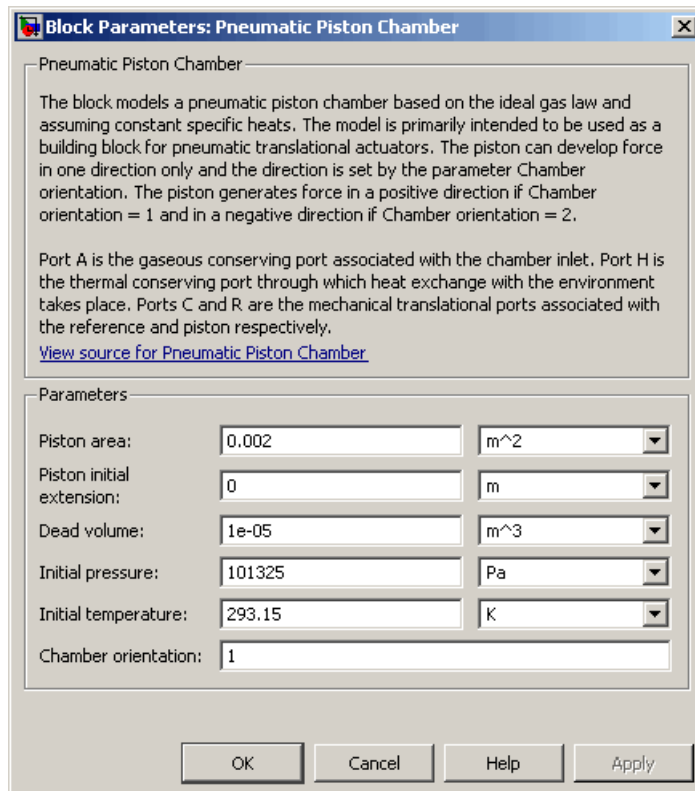 Block Parameters: Pneumatic Piston Chamber
Pneumatic Piston Chamber
The block models a pneumatic piston chamber based on the ideal gas law and
assuming constant specific heats. The model is primarily intended to be used as a
building block for pneumatic translational actuators. The piston can develop force
in one direction only and the direction is set by the parameter Chamber
orientation. The piston generates force in a positive direction if Chamber
orientation = 1 and in a negative direction if Chamber orientation = 2.
Port A is the gaseous conserving port associated with the chamber inlet. Port H is
the thermal conserving port through which heat exchange with the environment
takes place. Ports C and R are the mechanical translational ports associated with
the reference and piston respectively.
View source for Pneumatic Piston Chamber
Parameters
Piston area: 0.002 m^2
Piston initial
extension: 0 m
Dead volume: 1e-05 m^3
Initial pressure: 101325 Pa
Initial temperature: 293.15 K
Chamber orientation: 1
OK Cancel Help Apply